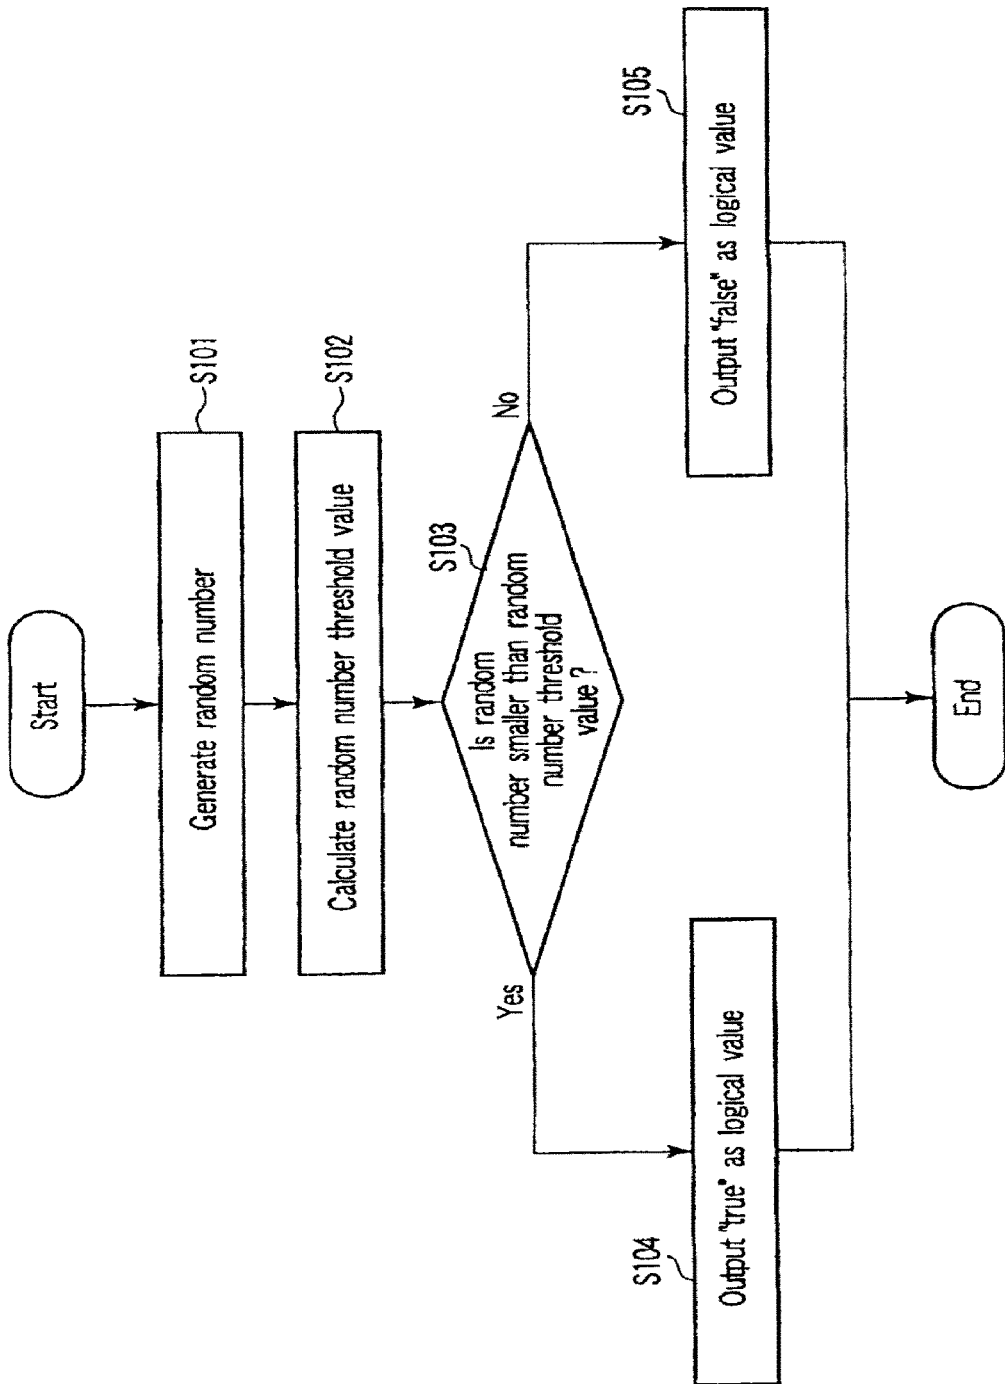 Start
Generate random number
S101
Calculate random number threshold value
S102
S103
Is random
number smaller than random
number threshold
value ?
Yes
No
S104
Output "true" as logical value
S105
Output "false" as logical value
End